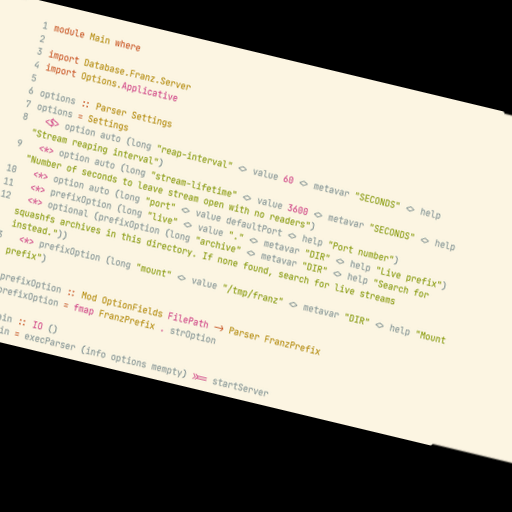 1 module Main where
2
3 import Database.Franz.Server
4 import Options.Applicative
5
6 options :: Parser Settings
7 options = Settings
8 <$> option auto (long "reap-interval" <> value 60 <> metavar "SECONDS" <> help
"Stream reaping interval")
9 <*> option auto (long "stream-lifetime" <> value 3600 <> metavar "SECONDS" <> help
"Number of seconds to leave stream open with no readers")
10 <*> option auto (long "port" <> value defaultPort <> help "Port number")
11 <*> prefixOption (long "live" <> value "." <> metavar "DIR" <> help "Live prefix")
12 <*> optional (prefixOption (long "archive" <> metavar "DIR" <> help "Search for
squashfs archives in this directory. If none found, search for live streams
instead."))
<*> prefixOption (long "mount" <> value "/tmp/franz" <> metavar "DIR" <> help "Mount
prefix")
prefixOption :: Mod OptionFields FilePath -> Parser FranzPrefix
prefixOption = fmap FranzPrefix . strOption
:: IO ()
= execParser (info options mempty) >>= startServer